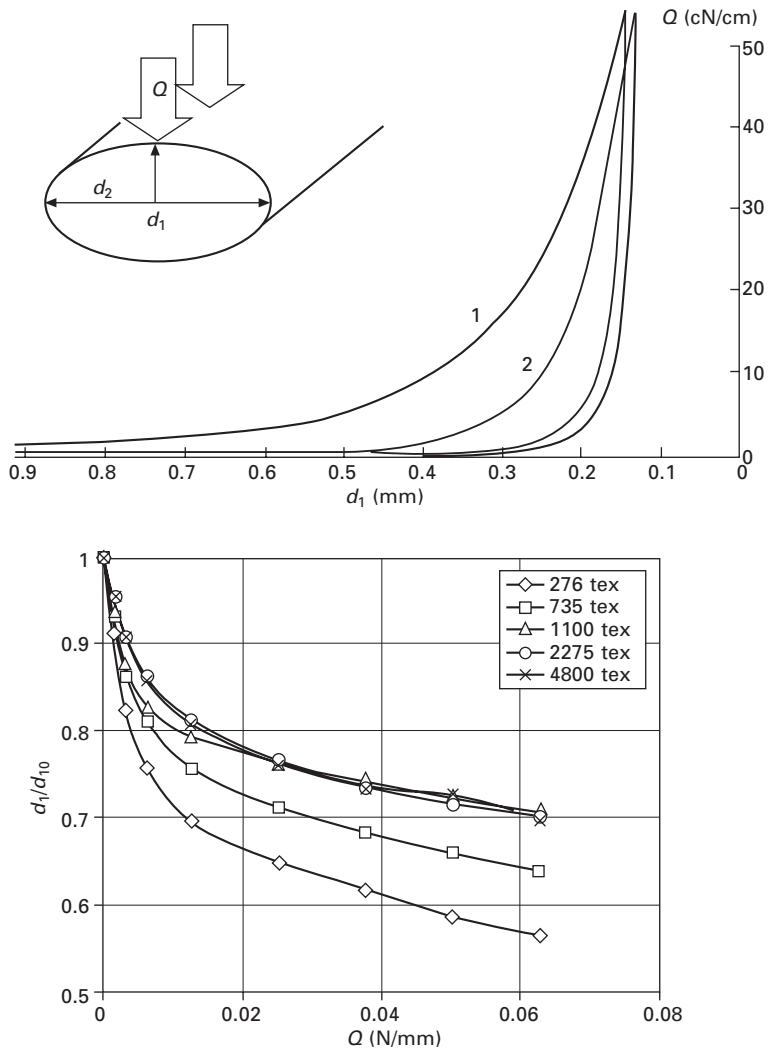 Q (cN/cm)
50
Q
40
d2
d1
30
20
1
2
10
0
0.9 0.8 0.7 0.6 0.5 0.4 0.3 0.2 0.1 0
d1 (mm)
1
276 tex
735 tex
0.9
1100 tex
2275 tex
4800 tex
0.8
d1/d10
0.7
0.6
0.5
0 0.02 0.04 0.06 0.08
Q (N/mm)